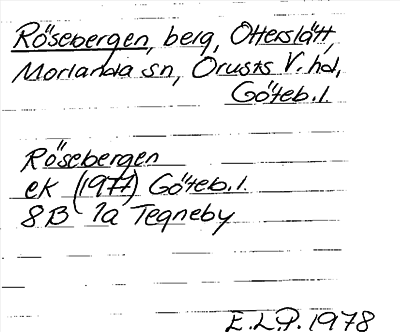 Rösebergen, berg, Otterslätt,
Morlanda sn, Orusts V. hd,
Göteb. l.
Rösebergen
ek (1977) Göteb. l.
8B 1a Tegneby
E.L.P. 1978